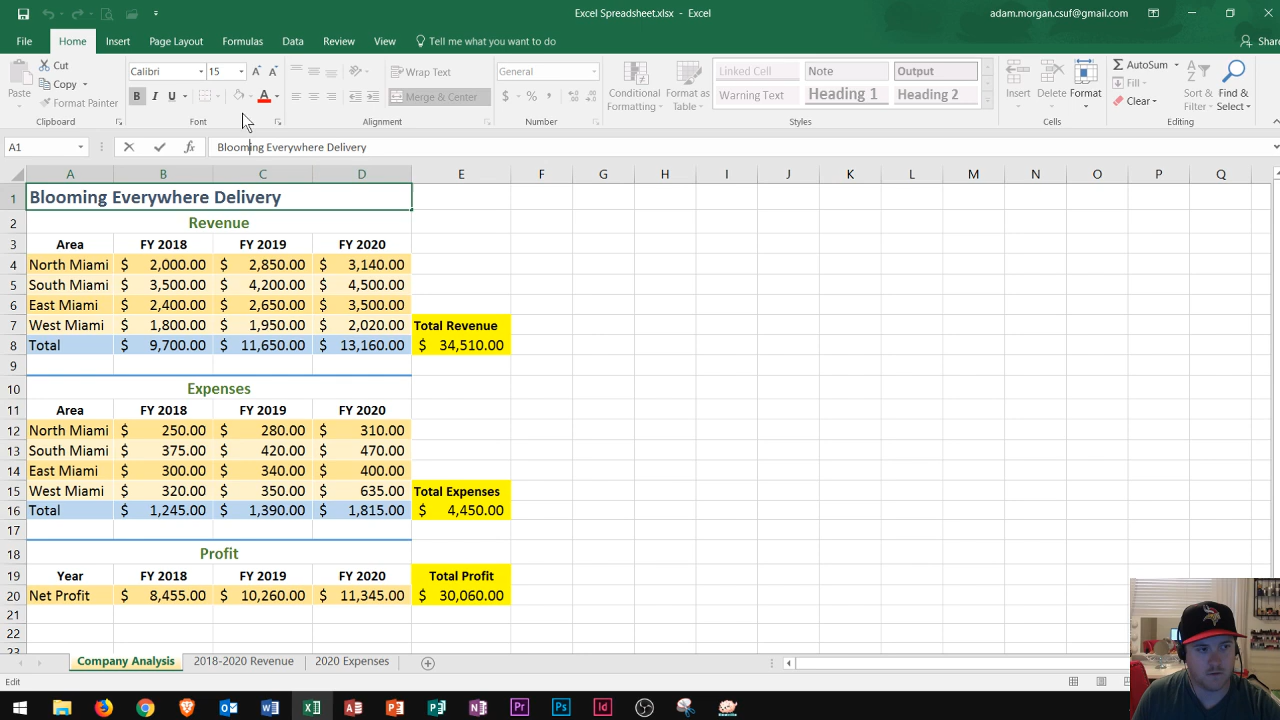 Excel Spreadsheet.xlsx - Excel
adam.morgan.csuf@gmail.com
File Home Insert Page Layout Formulas Data Review View Tell me what you want to do Share
Paste Cut Copy Format Painter Clipboard
Calibri 15 B I U A Font
Wrap Text Merge & Center Alignment
General $ % , Number
Conditional Formatting Format as Table
Linked Cell Note Output
Warning Text Heading 1 Heading 2
Styles
Insert Delete Format Cells
AutoSum Fill Clear Sort & Filter Find & Select Editing
A1 fx Blooming Everywhere Delivery
A B C D E F G H I J K L M N O P Q
1 Blooming Everywhere Delivery
2 Revenue
3 Area FY 2018 FY 2019 FY 2020
4 North Miami $ 2,000.00 $ 2,850.00 $ 3,140.00
5 South Miami $ 3,500.00 $ 4,200.00 $ 4,500.00
6 East Miami $ 2,400.00 $ 2,650.00 $ 3,500.00
7 West Miami $ 1,800.00 $ 1,950.00 $ 2,020.00 Total Revenue
8 Total $ 9,700.00 $ 11,650.00 $ 13,160.00 $ 34,510.00
9
10 Expenses
11 Area FY 2018 FY 2019 FY 2020
12 North Miami $ 250.00 $ 280.00 $ 310.00
13 South Miami $ 375.00 $ 420.00 $ 470.00
14 East Miami $ 300.00 $ 340.00 $ 400.00
15 West Miami $ 320.00 $ 350.00 $ 635.00 Total Expenses
16 Total $ 1,245.00 $ 1,390.00 $ 1,815.00 $ 4,450.00
17
18 Profit
19 Year FY 2018 FY 2019 FY 2020 Total Profit
20 Net Profit $ 8,455.00 $ 10,260.00 $ 11,345.00 $ 30,060.00
21
22
23
Company Analysis 2018-2020 Revenue 2020 Expenses
Edit